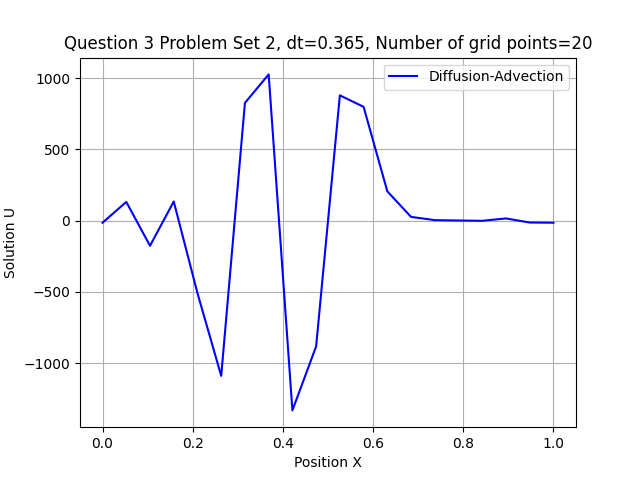 Question 3 Problem Set 2, dt=0.365, Number of grid points=20
Diffusion-Advection
1000
500
0
−500
−1000
Solution U
0.0 0.2 0.4 0.6 0.8 1.0
Position X